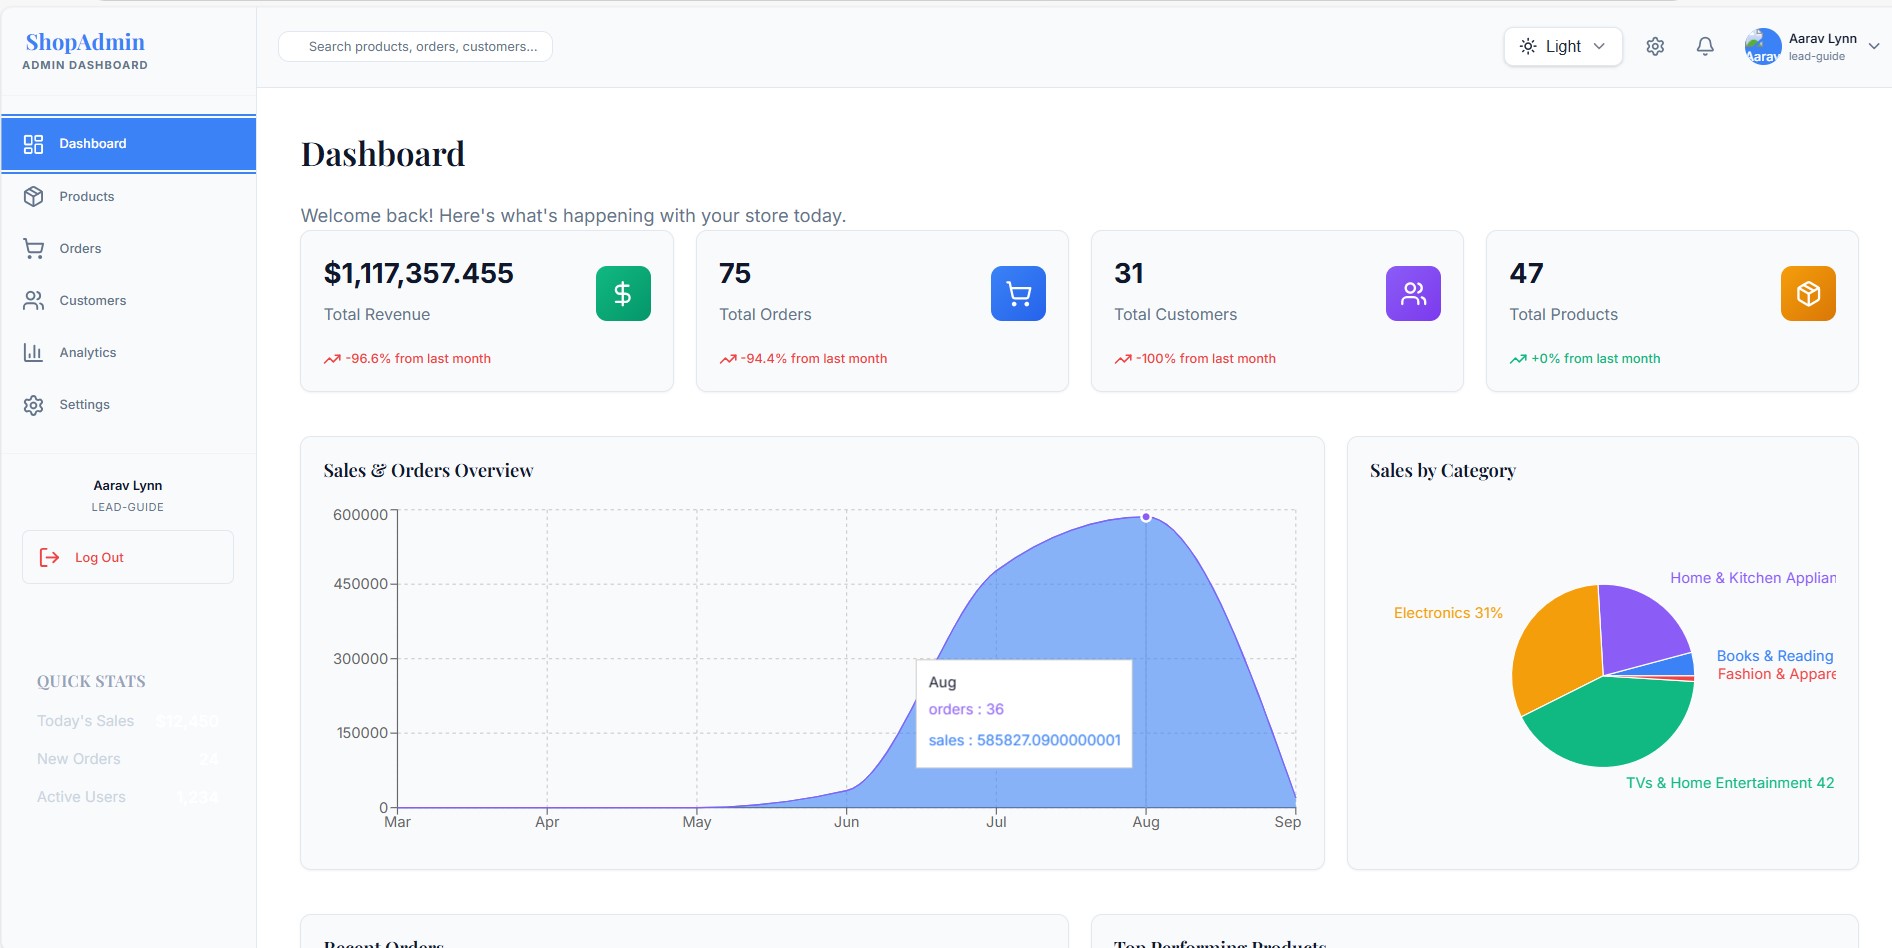 ShopAdmin
ADMIN DASHBOARD
Search products, orders, customers...
Light
Aarav
Aarav Lynn
lead-guide
Dashboard
Products
Orders
Customers
Analytics
Settings
Aarav Lynn
LEAD-GUIDE
Log Out
QUICK STATS
Today's Sales $12,450
New Orders 24
Active Users 1,234
Dashboard
Welcome back! Here's what's happening with your store today.
$1,117,357.455
Total Revenue
-96.6% from last month
75
Total Orders
-94.4% from last month
31
Total Customers
-100% from last month
47
Total Products
+0% from last month
Sales & Orders Overview
600000
450000
300000
150000
0
Mar Apr May Jun Jul Aug Sep
Aug
orders : 36
sales : 585827.0900000001
Sales by Category
Home & Kitchen Applian
Electronics 31%
Books & Reading
Fashion & Appare
TVs & Home Entertainment 42
Recent Orders
Top Performing Products